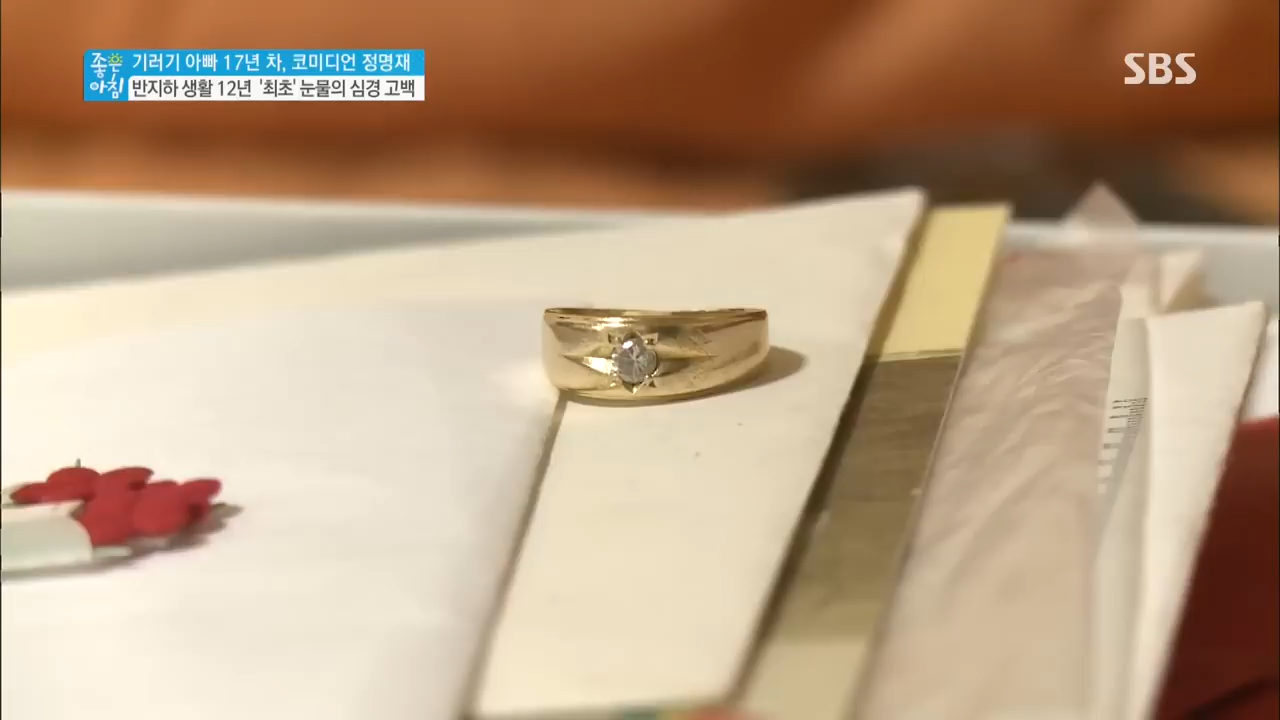 좋은
아침
기러기 아빠 17년 차, 코미디언 정명재
반지하 생활 12년 '최초' 눈물의 심경 고백
SBS